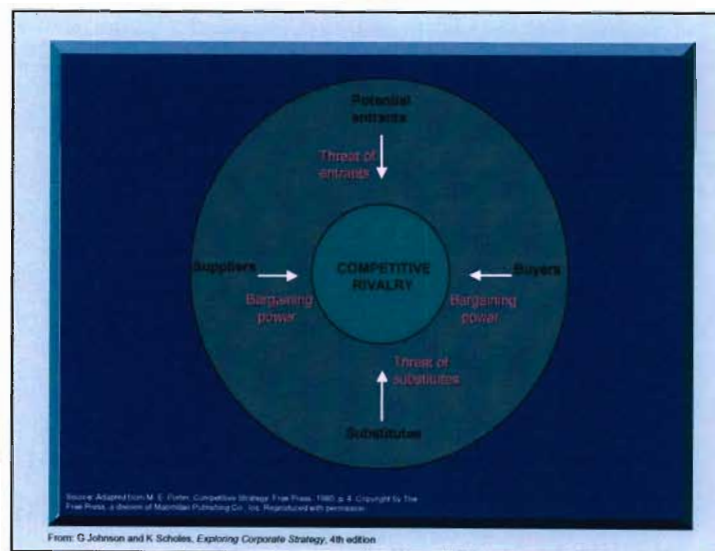 Potential
entrants
Threat of
entrants
Suppliers
COMPETITIVE
RIVALRY
Buyers
Bargaining
power
Bargaining
power
Threat of
substitutes
Substitutes
Source: Adapted from M. E. Porter, Competitive Strategy, Free Press, 1980, p. 4. Copyright by The
Free Press, a division of Macmillan Publishing Co., Inc. Reproduced with permission.
From: G Johnson and K Scholes, Exploring Corporate Strategy, 4th edition